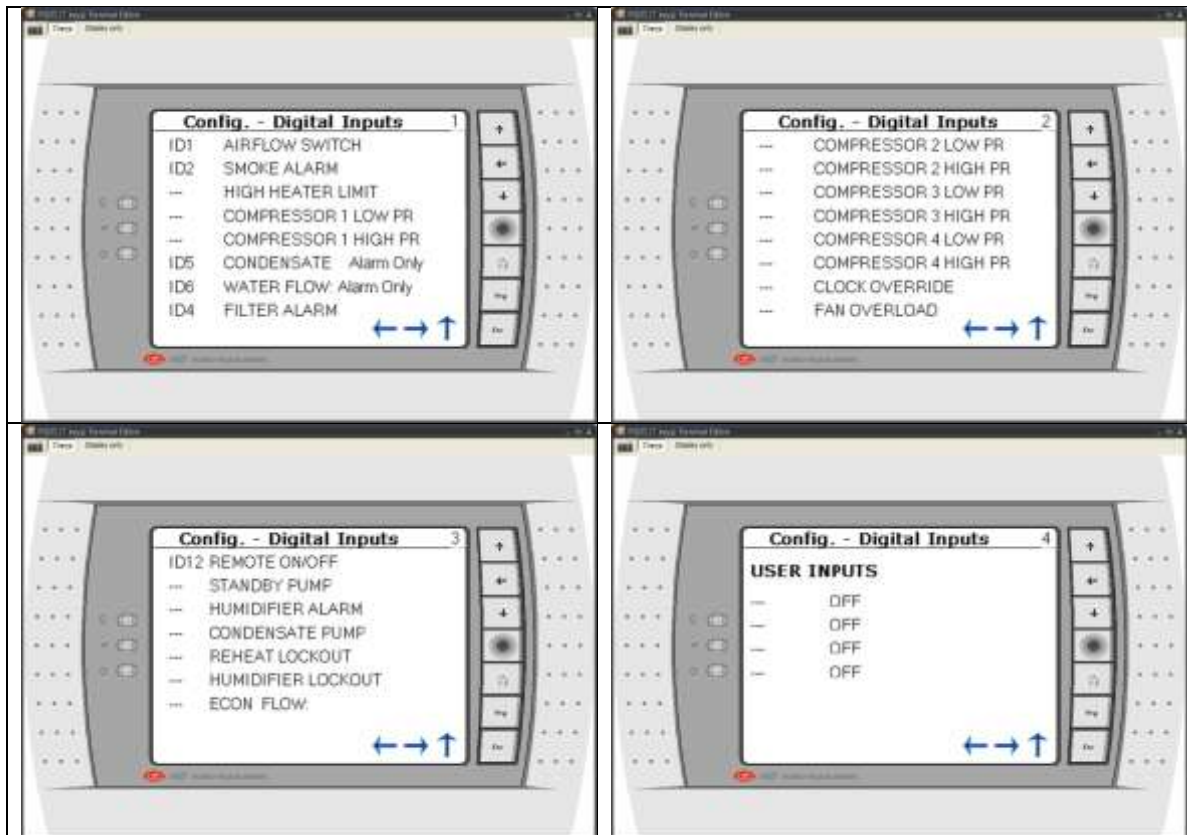 Config. - Digital Inputs 1
ID1 AIRFLOW SWITCH
ID2 SMOKE ALARM
--- HIGH HEATER LIMIT
--- COMPRESSOR 1 LOW PR
--- COMPRESSOR 1 HIGH PR
ID5 CONDENSATE Alarm Only
ID6 WATER FLOW: Alarm Only
ID4 FILTER ALARM
Config. - Digital Inputs 2
--- COMPRESSOR 2 LOW PR
--- COMPRESSOR 2 HIGH PR
--- COMPRESSOR 3 LOW PR
--- COMPRESSOR 3 HIGH PR
--- COMPRESSOR 4 LOW PR
--- COMPRESSOR 4 HIGH PR
--- CLOCK OVERRIDE
--- FAN OVERLOAD
Config. - Digital Inputs 3
ID12 REMOTE ON/OFF
--- STANDBY PUMP
--- HUMIDIFIER ALARM
--- CONDENSATE PUMP
--- REHEAT LOCKOUT
--- HUMIDIFIER LOCKOUT
--- ECON FLOW:
Config. - Digital Inputs 4
USER INPUTS
--- OFF
--- OFF
--- OFF
--- OFF